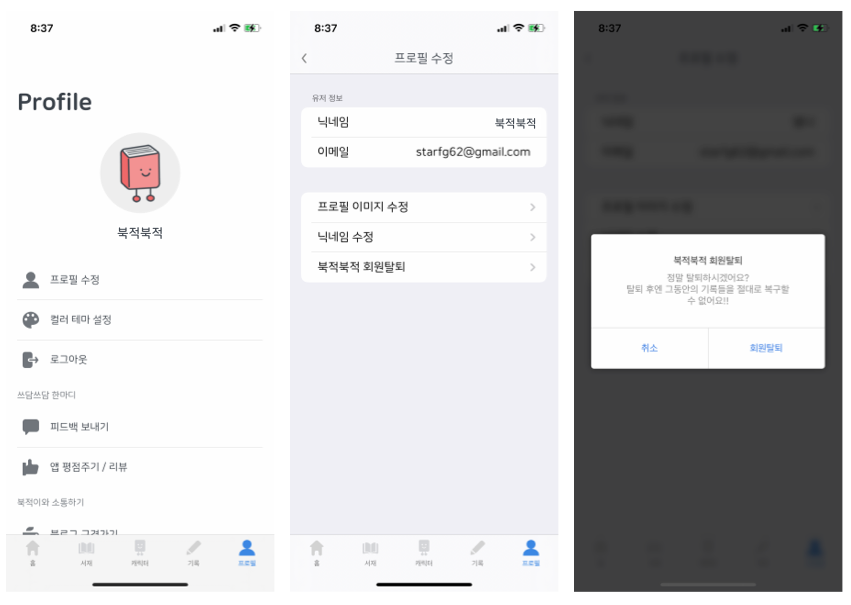 8:37
Profile
북적북적
프로필 수정
컬러 테마 설정
로그아웃
쓰담쓰담 한마디
피드백 보내기
앱 평점주기 / 리뷰
북적이와 소통하기
블로그 구경가기
홈
서재
캐릭터
기록
프로필
8:37
프로필 수정
유저 정보
닉네임 북적북적
이메일 starfg62@gmail.com
프로필 이미지 수정
닉네임 수정
북적북적 회원탈퇴
홈
서재
캐릭터
기록
프로필
8:37
북적북적 회원탈퇴
정말 탈퇴하시겠어요?
탈퇴 후엔 그동안의 기록들을 절대로 복구할
수 없어요!!
취소
회원탈퇴